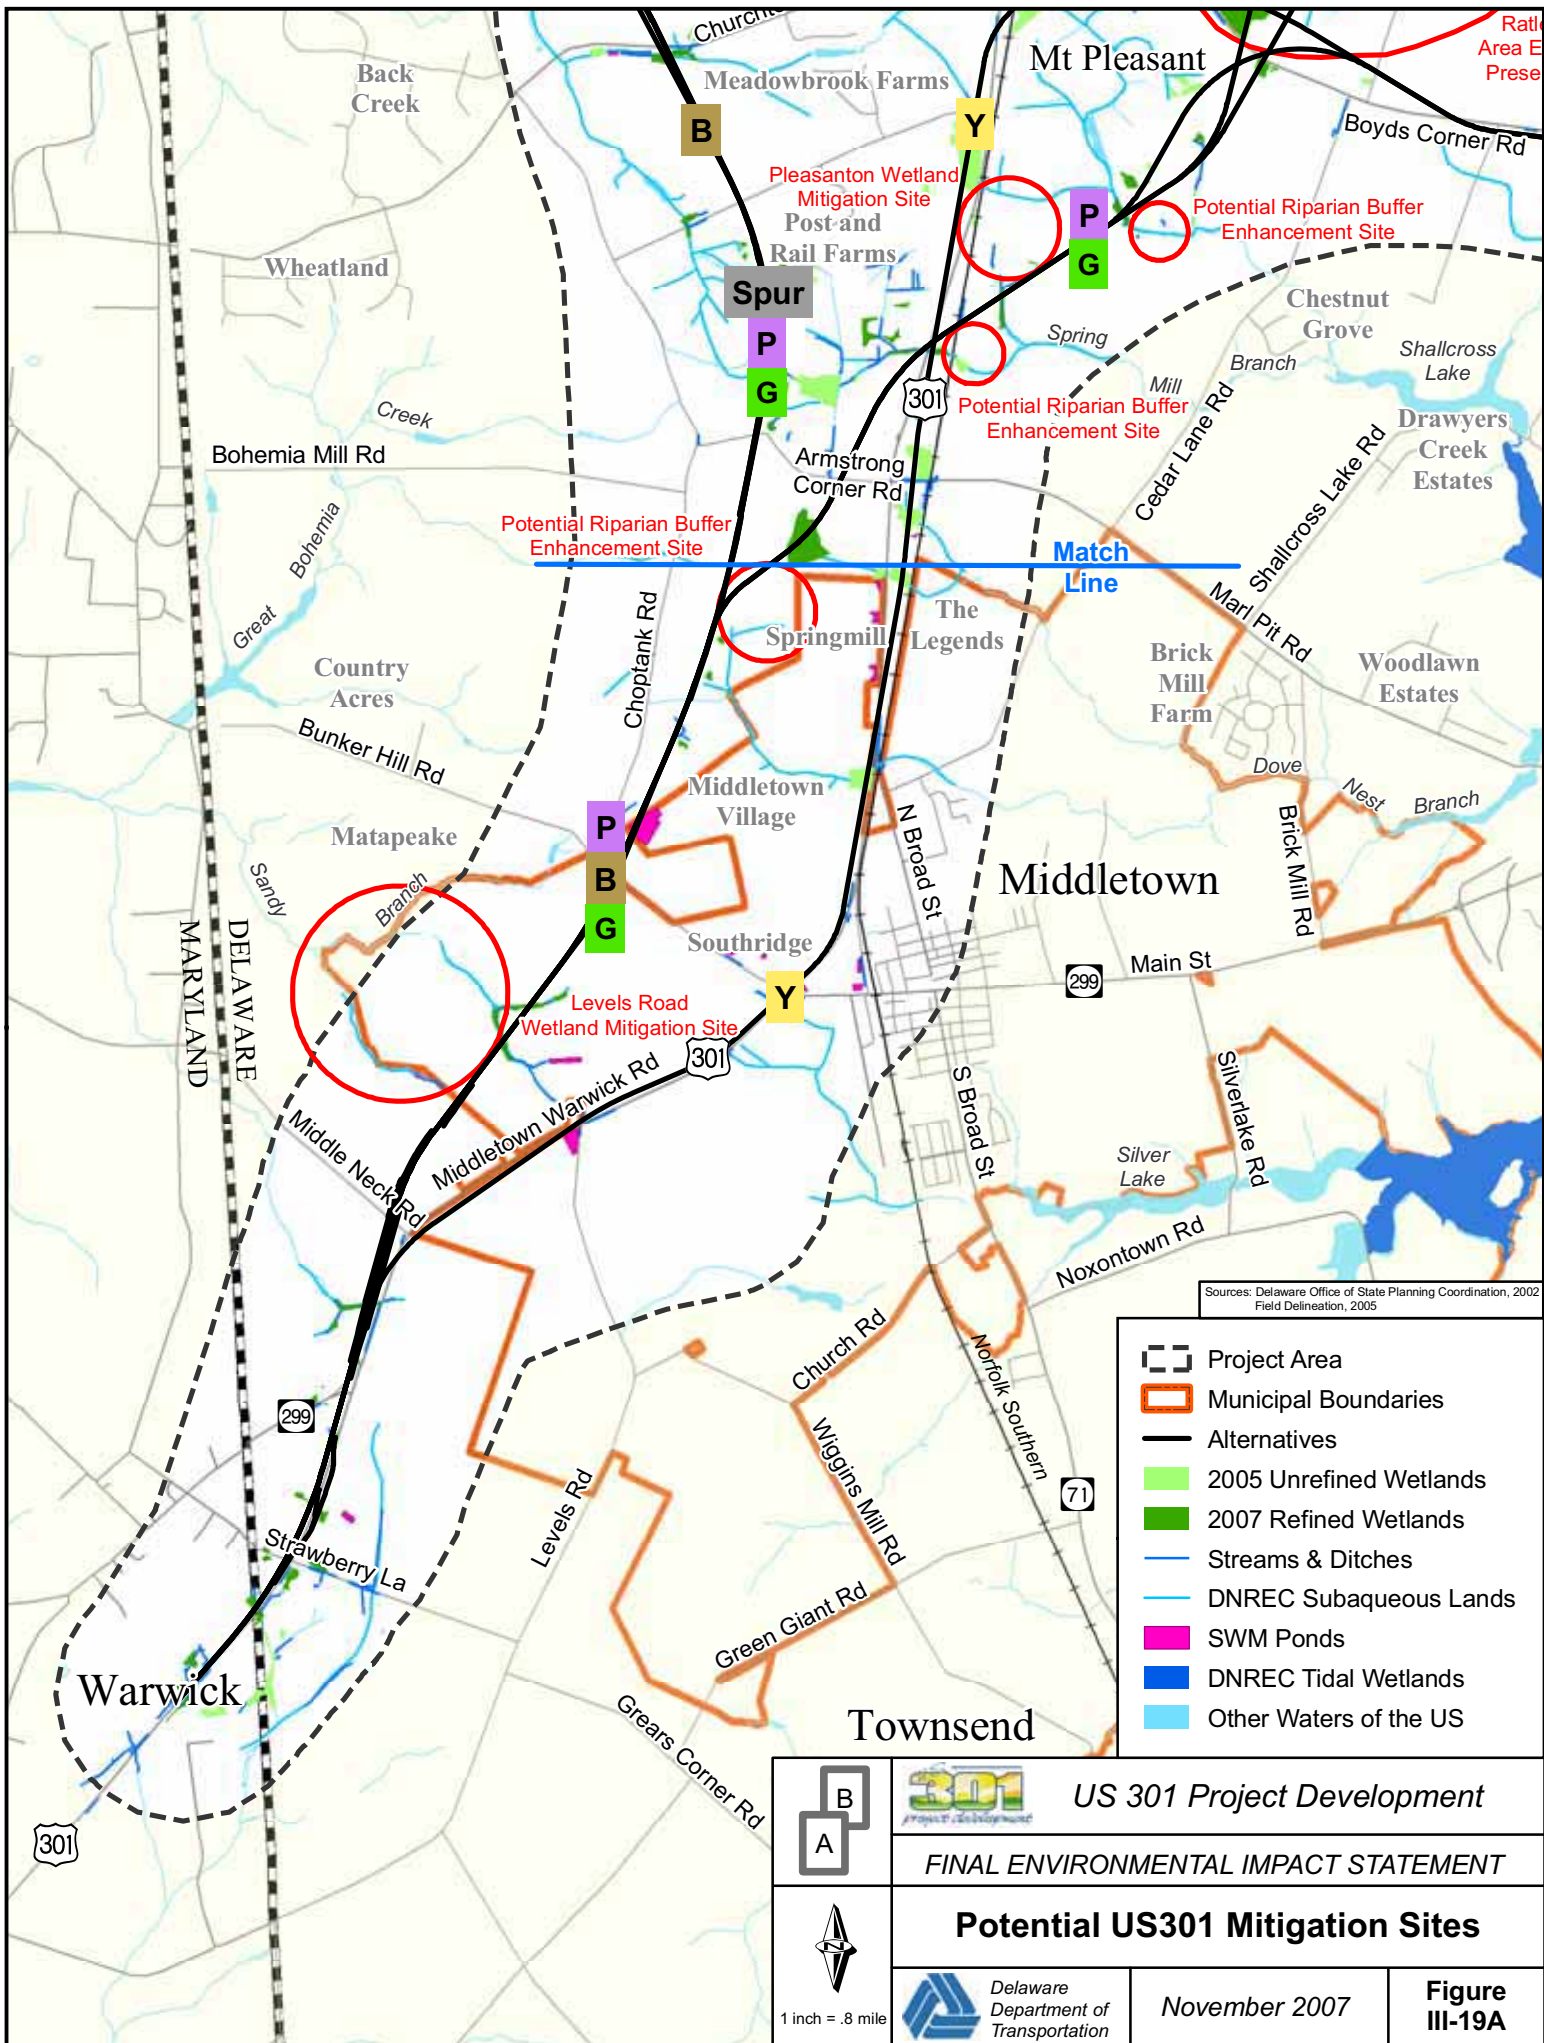 Mt Pleasant
Back
Creek
Meadowbrook Farms
B
Y
Area
Boyds Corner Rd
Pleasanton Wetland
Mitigation Site
Post and
Rail Farms
P
G
Potential Riparian Buffer
Enhancement Site
Wheatland
Spur
P
G
Chestnut
Grove
Spring
Mill
Branch
Shallcross
Lake
301
Potential Riparian Buffer
Enhancement Site
Creek
Bohemia Mill Rd
Armstrong
Corner Rd
Cedar Lane Rd
Shallcross Lake Rd
Drawyers
Creek
Estates
Potential Riparian Buffer
Enhancement Site
Bohemia
Great
Match
Line
Choptank Rd
Springmill
The
Legends
Marl Pit Rd
Brick
Mill
Farm
Woodlawn
Estates
Country
Acres
Bunker Hill Rd
Dove
Nest
Branch
Middletown
Village
Matapeake
P
B
G
N Broad St
Middletown
Brick Mill Rd
Sandy
Branch
MARYLAND
DELAWARE
Southridge
Main St
299
Y
Levels Road
Wetland Mitigation Site
301
Middletown Warwick Rd
Middle Neck Rd
S Broad St
Silverlake Rd
Silver
Lake
Noxontown Rd
Sources: Delaware Office of State Planning Coordination, 2002
Field Delineation, 2005
Church Rd
Norfolk Southern
299
Wiggins Mill Rd
71
Levels Rd
Strawberry La
Green Giant Rd
Warwick
Grears Corner Rd
Townsend
301
Project Area
Municipal Boundaries
Alternatives
2005 Unrefined Wetlands
2007 Refined Wetlands
Streams & Ditches
DNREC Subaqueous Lands
SWM Ponds
DNREC Tidal Wetlands
Other Waters of the US
B
A
301
project development
US 301 Project Development
FINAL ENVIRONMENTAL IMPACT STATEMENT
N
1 inch = .8 mile
Potential US301 Mitigation Sites
Delaware
Department of
Transportation
November 2007
Figure
III-19A